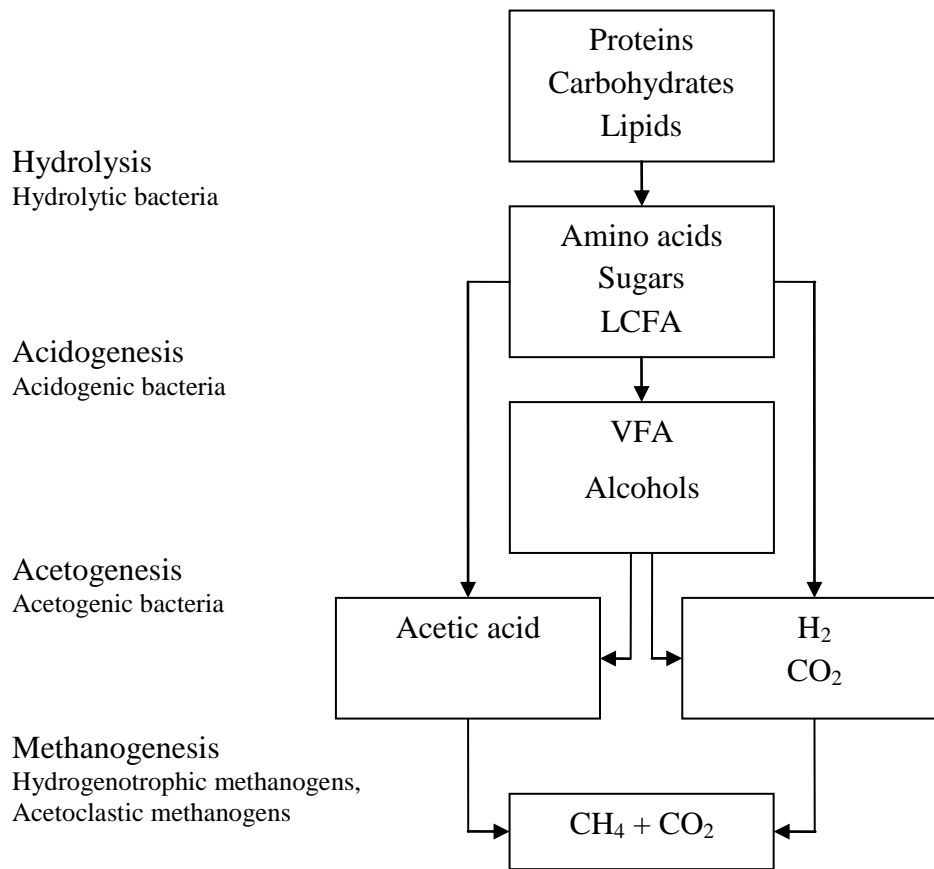 Proteins
Carbohydrates
Lipids
Hydrolysis
Hydrolytic bacteria
Amino acids
Sugars
LCFA
Acidogenesis
Acidogenic bacteria
VFA
Alcohols
Acetogenesis
Acetogenic bacteria
Acetic acid
H₂
CO₂
Methanogenesis
Hydrogenotrophic methanogens,
Acetoclastic methanogens
CH₄ + CO₂